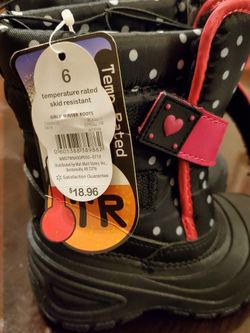 6
temperature rated
skid resistant
GIRLS' WINTER BOOTS
Temp Rated
Distributed by Wal-Mart Stores, Inc.,
Bentonville, AR 72716
Satisfaction Guarantee
$18.96
TR